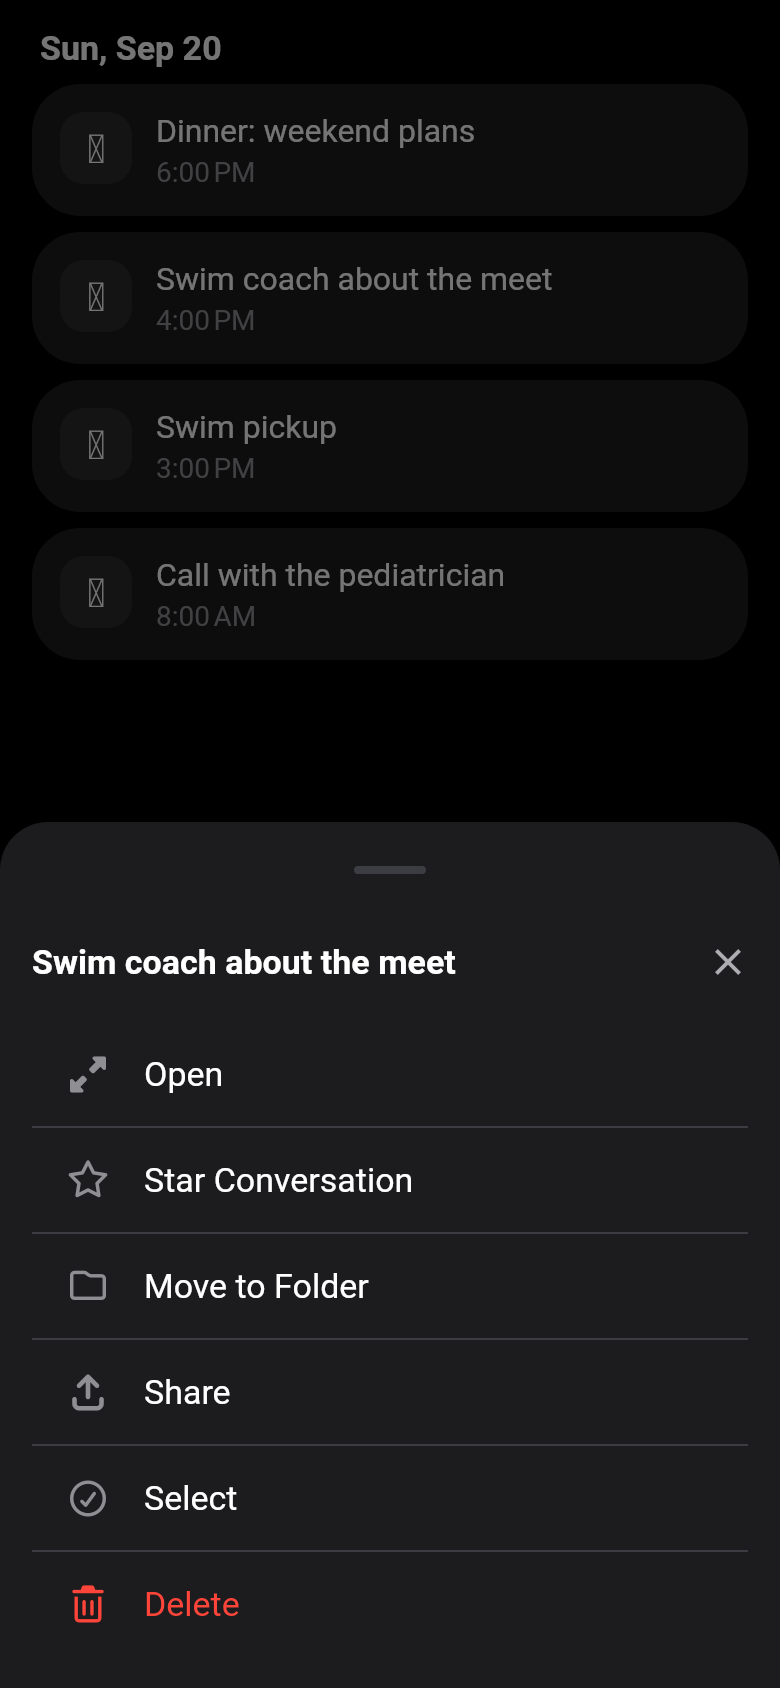 Sun, Sep 20
Dinner: weekend plans
6:00 PM
Swim coach about the meet
4:00 PM
Swim pickup
3:00 PM
Call with the pediatrician
8:00 AM
Swim coach about the meet
Open
Star Conversation
Move to Folder
Share
Select
Delete